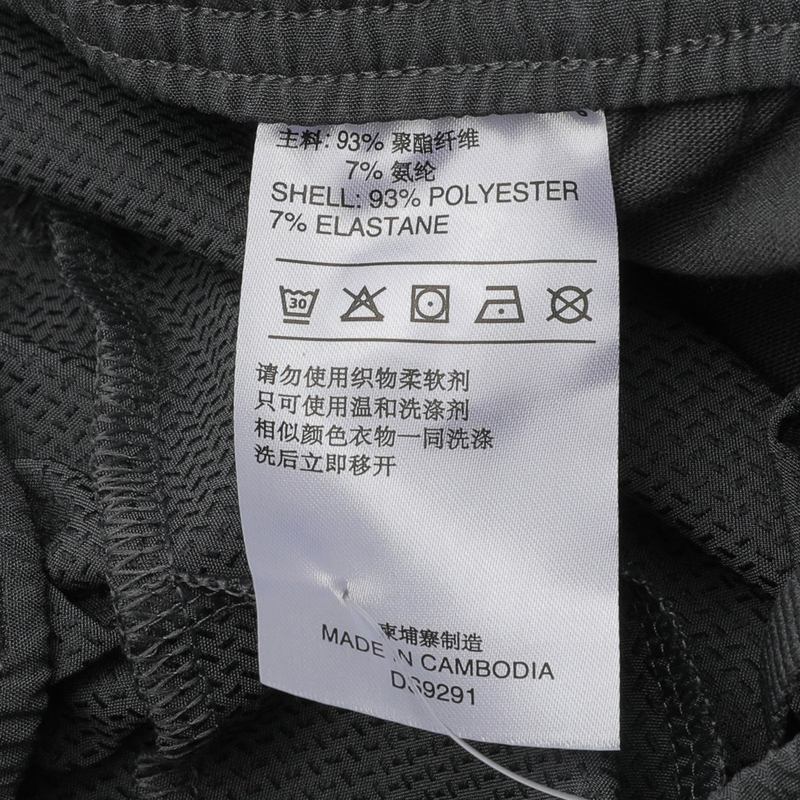 主料: 93% 聚酯纤维
7% 氨纶
SHELL: 93% POLYESTER
7% ELASTANE
30
请勿使用织物柔软剂
只可使用温和洗涤剂
相似颜色衣物一同洗涤
洗后立即移开
柬埔寨制造
MADE IN CAMBODIA